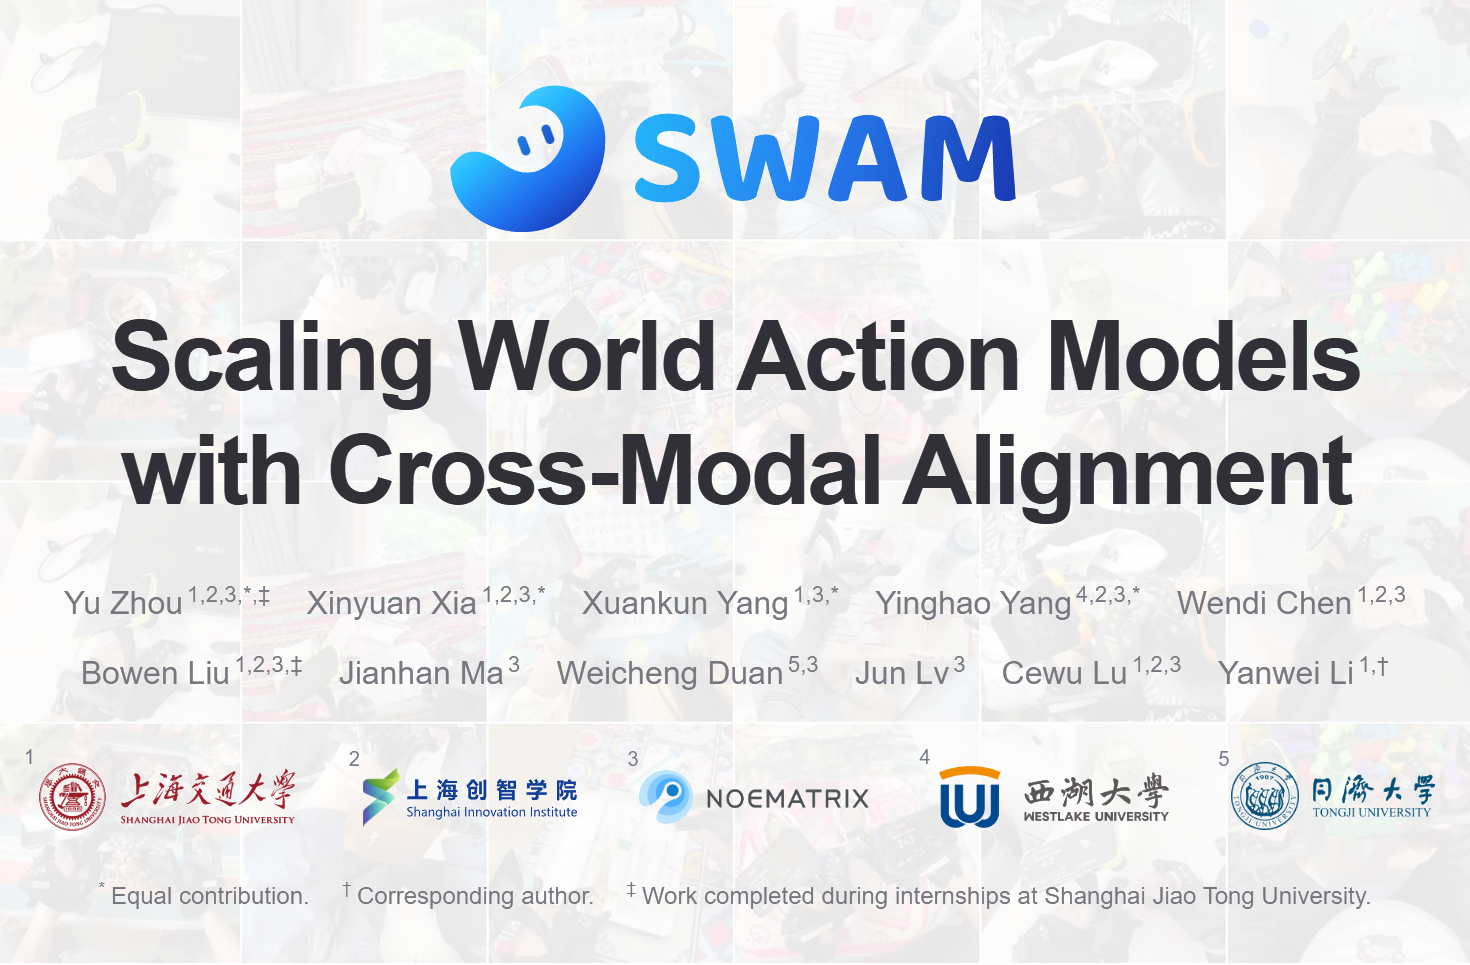 SWAM
Scaling World Action Models
with Cross-Modal Alignment
Yu Zhou 1,2,3,*,‡ Xinyuan Xia 1,2,3,* Xuankun Yang 1,3,* Yinghao Yang 4,2,3,* Wendi Chen 1,2,3
Bowen Liu 1,2,3,‡ Jianhan Ma 3 Weicheng Duan 5,3 Jun Lv 3 Cewu Lu 1,2,3 Yanwei Li 1,†
1 上海交通大学
SHANGHAI JIAO TONG UNIVERSITY
2 上海创智学院
Shanghai Innovation Institute
3 NOEMATRIX
4 西湖大學
WESTLAKE UNIVERSITY
5 同濟大學
TONGJI UNIVERSITY
* Equal contribution. † Corresponding author. ‡ Work completed during internships at Shanghai Jiao Tong University.